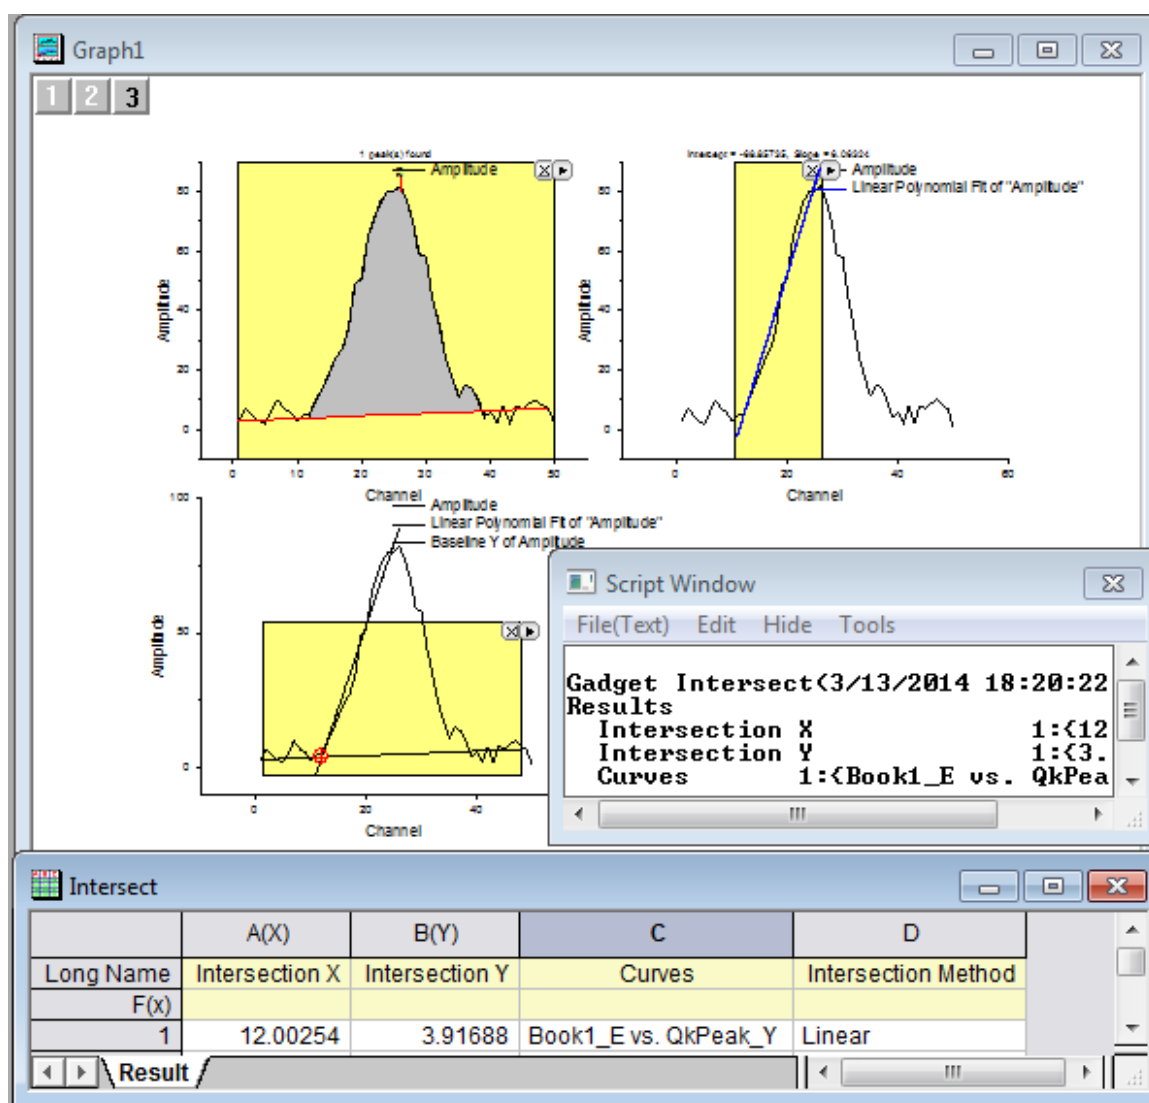 Graph1
1 2 3
1 peak(s) found
Amplitude
80
60
40
20
0
Amplitude
0 10 20 30 40 50
Channel
Amplitude
Linear Polynomial Fit of "Amplitude"
80
60
40
20
0
Amplitude
0 20 40 60
Channel
Amplitude
Linear Polynomial Fit of "Amplitude"
Baseline Y of Amplitude
100
50
0
Amplitude
0 20 40
Channel
Script Window
File(Text) Edit Hide Tools
Gadget Intersect(3/13/2014 18:20:22
Results
Intersection X 1:{12
Intersection Y 1:{3.
Curves 1:{Book1_E vs. QkPea
Intersect
A(X) B(Y) C D
Long Name Intersection X Intersection Y Curves Intersection Method
F(x)
1 12.00254 3.91688 Book1_E vs. QkPeak_Y Linear
Result